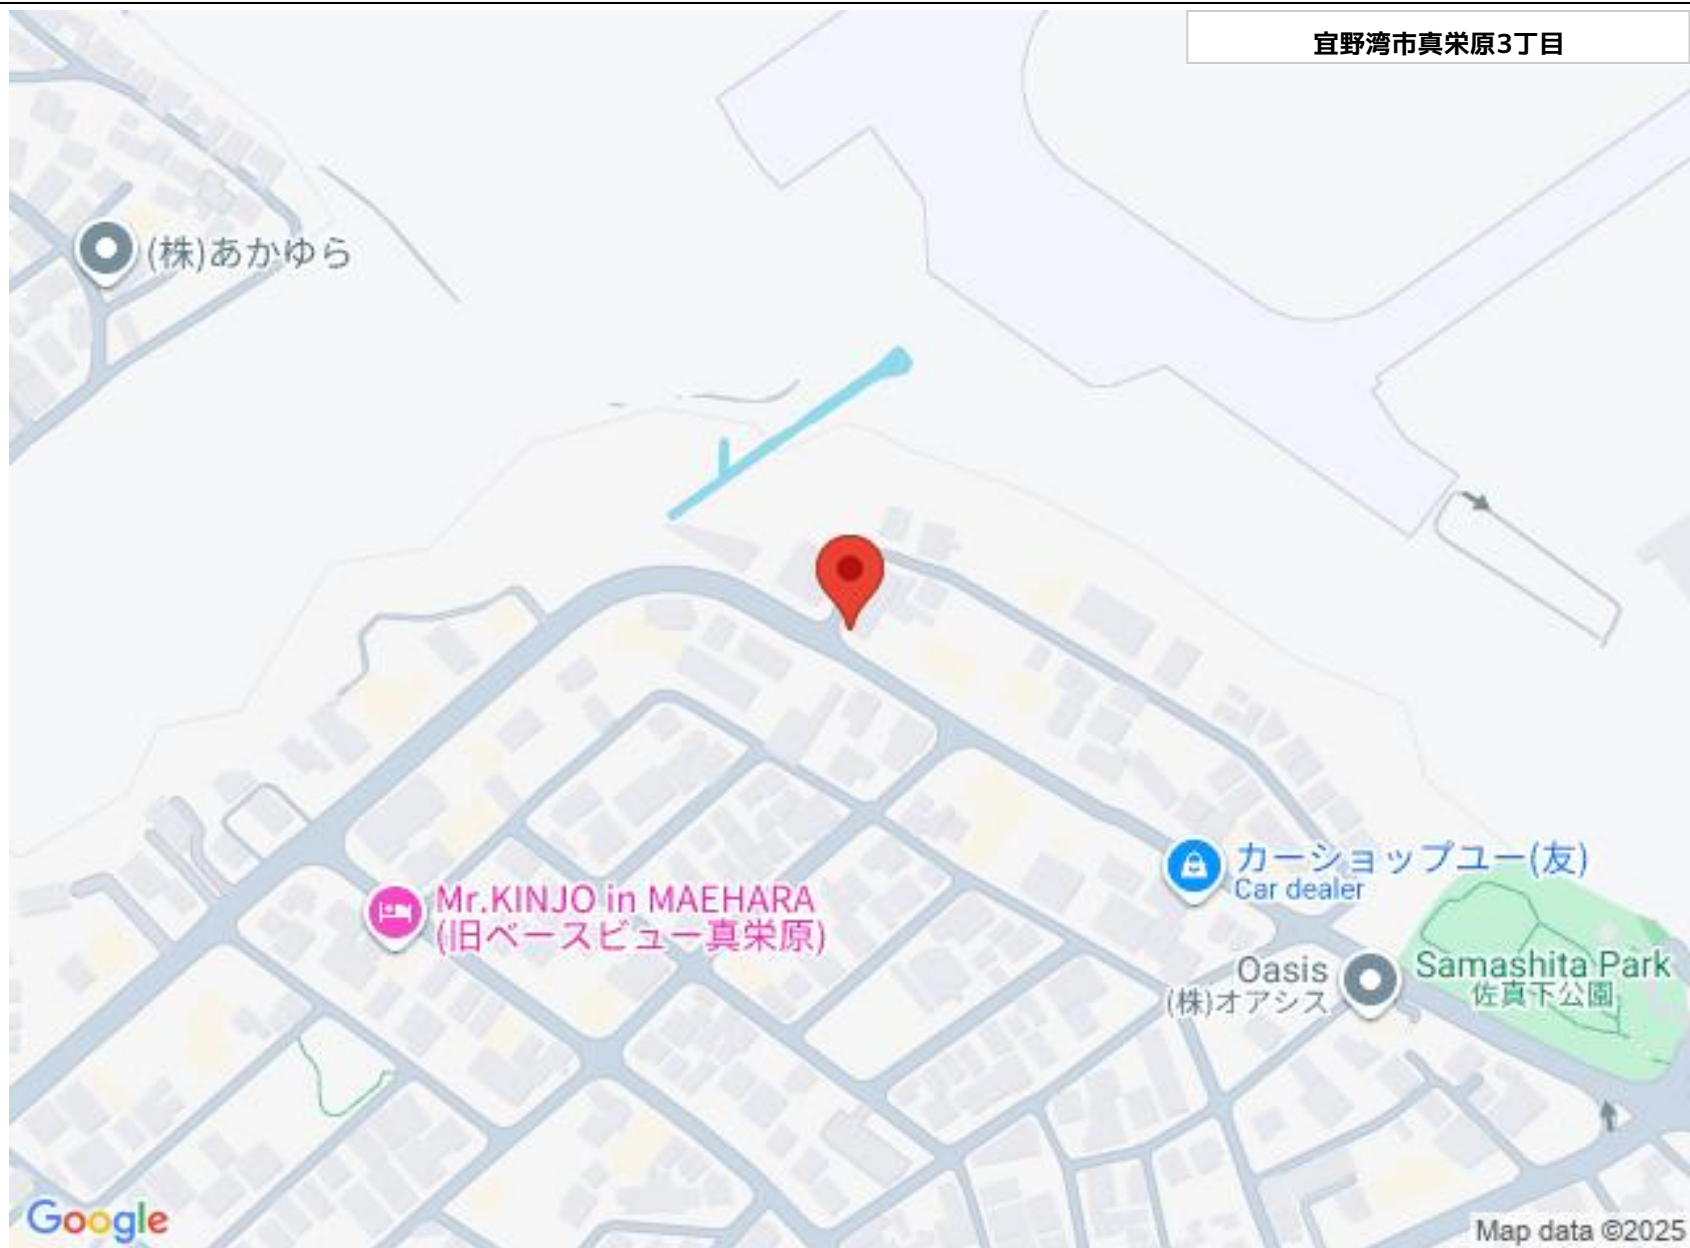 宜野湾市真栄原3丁目
(株)あかゆら
Mr.KINJO in MAEHARA
(旧ベースビュー真栄原)
カーショップユー(友)
Car dealer
Oasis
(株)オアシス
Samashita Park
佐真下公園
Google
Map data ©2025